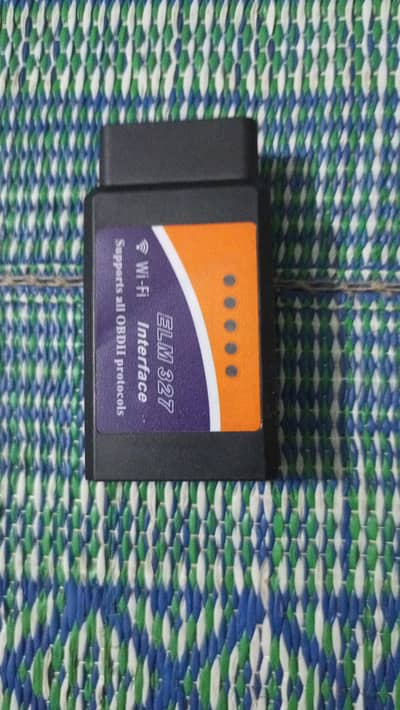 Wi-Fi
ELM 327
Interface
Supports all OBDII protocols